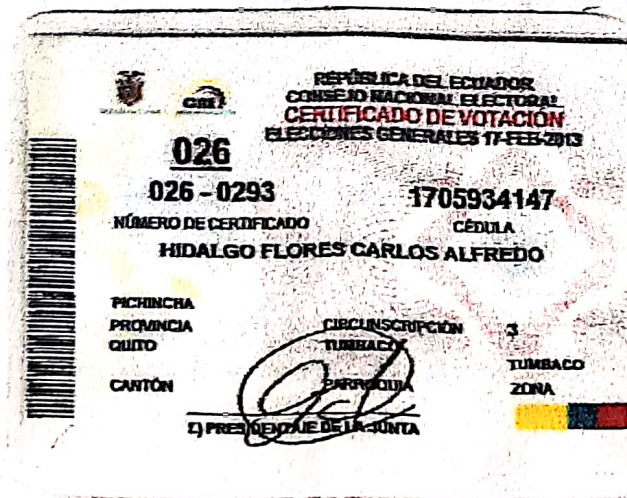 REPÚBLICA DEL ECUADOR
CONSEJO NACIONAL ELECTORAL
CERTIFICADO DE VOTACIÓN
ELECCIONES GENERALES 17-FEB-2013
026
026 - 0293
1705934147
NÚMERO DE CERTIFICADO
CÉDULA
HIDALGO FLORES CARLOS ALFREDO
PICHINCHA
PROVINCIA
CIRCUNSCRIPCIÓN
3
QUITO
TUMBACO
TUMBACO
CANTÓN
PARROQUIA
ZONA
PRESIDENTA/E DE LA JUNTA